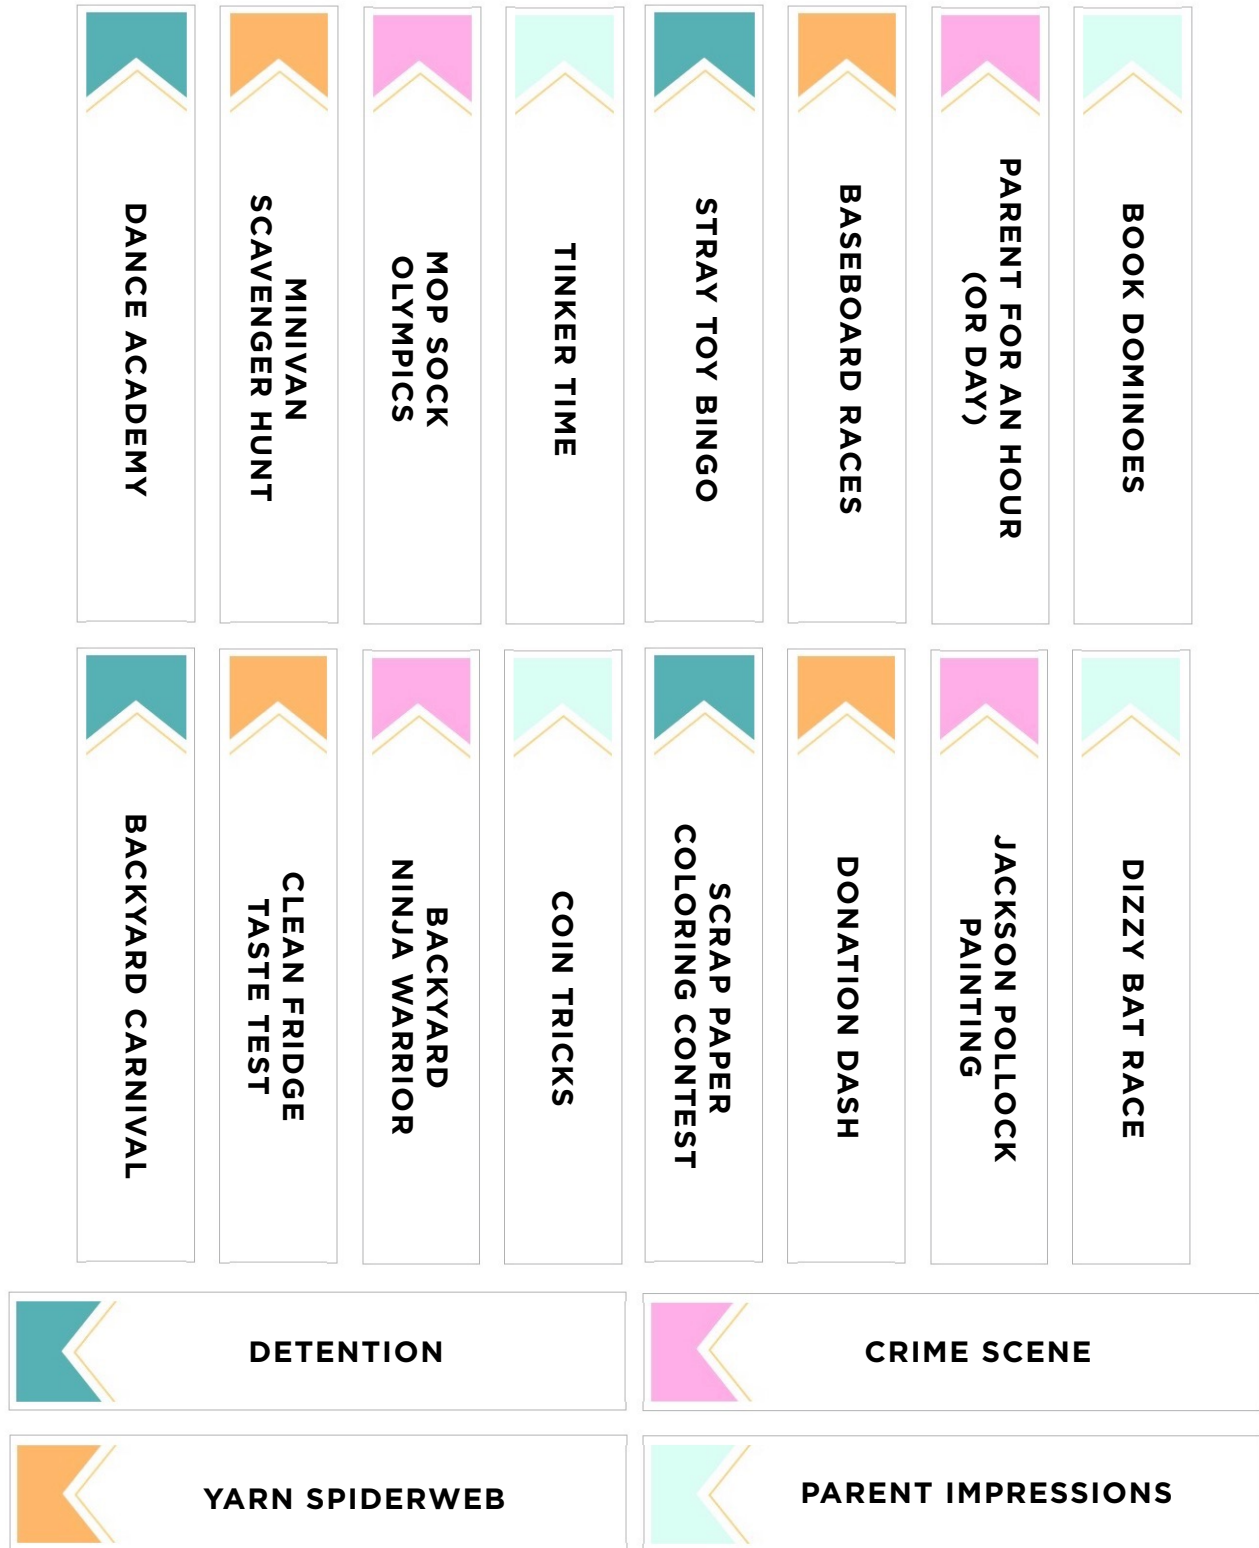 DANCE ACADEMY
MINIVAN
SCAVENGER HUNT
MOP SOCK
OLYMPICS
TINKER TIME
STRAY TOY BINGO
BASEBOARD RACES
PARENT FOR AN HOUR
(OR DAY)
BOOK DOMINOES
BACKYARD CARNIVAL
CLEAN FRIDGE
TASTE TEST
BACKYARD
NINJA WARRIOR
COIN TRICKS
SCRAP PAPER
COLORING CONTEST
DONATION DASH
JACKSON POLLOCK
PAINTING
DIZZY BAT RACE
DETENTION
CRIME SCENE
YARN SPIDERWEB
PARENT IMPRESSIONS